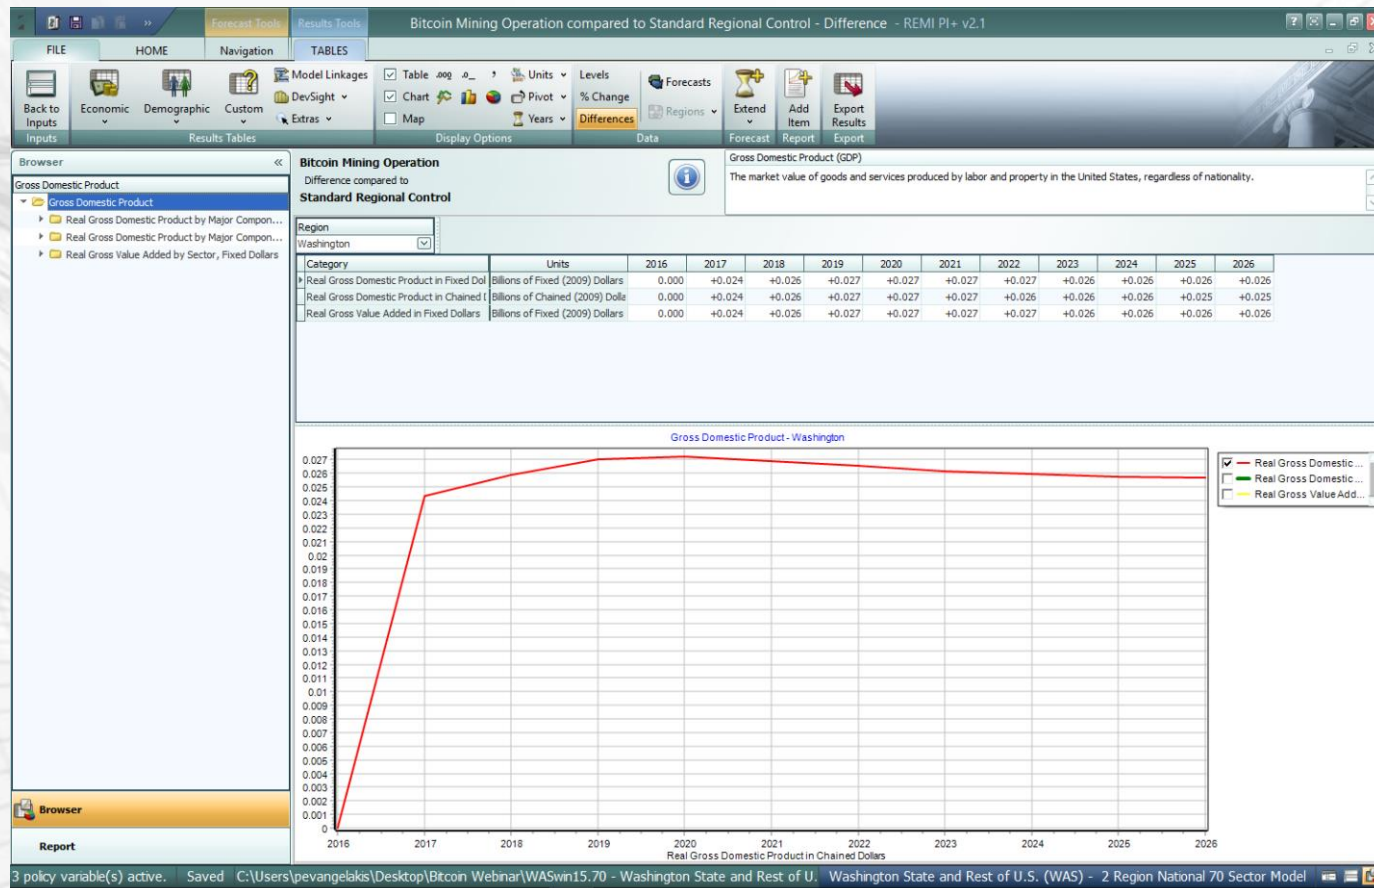 Forecast Tools Results Tools Bitcoin Mining Operation compared to Standard Regional Control - Difference - REMI PI+ v2.1
FILE HOME Navigation TABLES
Back to Inputs
Economic Demographic Custom
Model Linkages
DevSight
Extras
Table .000 .0_ , Units
Chart Pivot
Map Years
Levels
% Change
Differences
Forecasts
Regions
Extend
Add Item
Export Results
Inputs Results Tables Display Options Data Forecast Report Export
Browser «
Gross Domestic Product
Gross Domestic Product
Real Gross Domestic Product by Major Compon...
Real Gross Domestic Product by Major Compon...
Real Gross Value Added by Sector, Fixed Dollars
Bitcoin Mining Operation
Difference compared to
Standard Regional Control
Gross Domestic Product (GDP)
The market value of goods and services produced by labor and property in the United States, regardless of nationality.
Region
Washington
Category Units 2016 2017 2018 2019 2020 2021 2022 2023 2024 2025 2026
Real Gross Domestic Product in Fixed Dol Billions of Fixed (2009) Dollars 0.000 +0.024 +0.026 +0.027 +0.027 +0.027 +0.027 +0.026 +0.026 +0.026 +0.026
Real Gross Domestic Product in Chained D Billions of Chained (2009) Dolla 0.000 +0.024 +0.026 +0.027 +0.027 +0.027 +0.026 +0.026 +0.026 +0.025 +0.025
Real Gross Value Added in Fixed Dollars Billions of Fixed (2009) Dollars 0.000 +0.024 +0.026 +0.027 +0.027 +0.027 +0.027 +0.026 +0.026 +0.026 +0.026
Gross Domestic Product - Washington
0.027
0.026
0.025
0.024
0.023
0.022
0.021
0.02
0.019
0.018
0.017
0.016
0.015
0.014
0.013
0.012
0.011
0.01
0.009
0.008
0.007
0.006
0.005
0.004
0.003
0.002
0.001
0
2016 2017 2018 2019 2020 2021 2022 2023 2024 2025 2026
Real Gross Domestic Product in Chained Dollars
Real Gross Domestic ...
Real Gross Domestic ...
Real Gross Value Add...
Browser
Report
3 policy variable(s) active. Saved C:\Users\pevangelakis\Desktop\Bitcoin Webinar\WASwin15.70 - Washington State and Rest of U. Washington State and Rest of U.S. (WAS) - 2 Region National 70 Sector Model